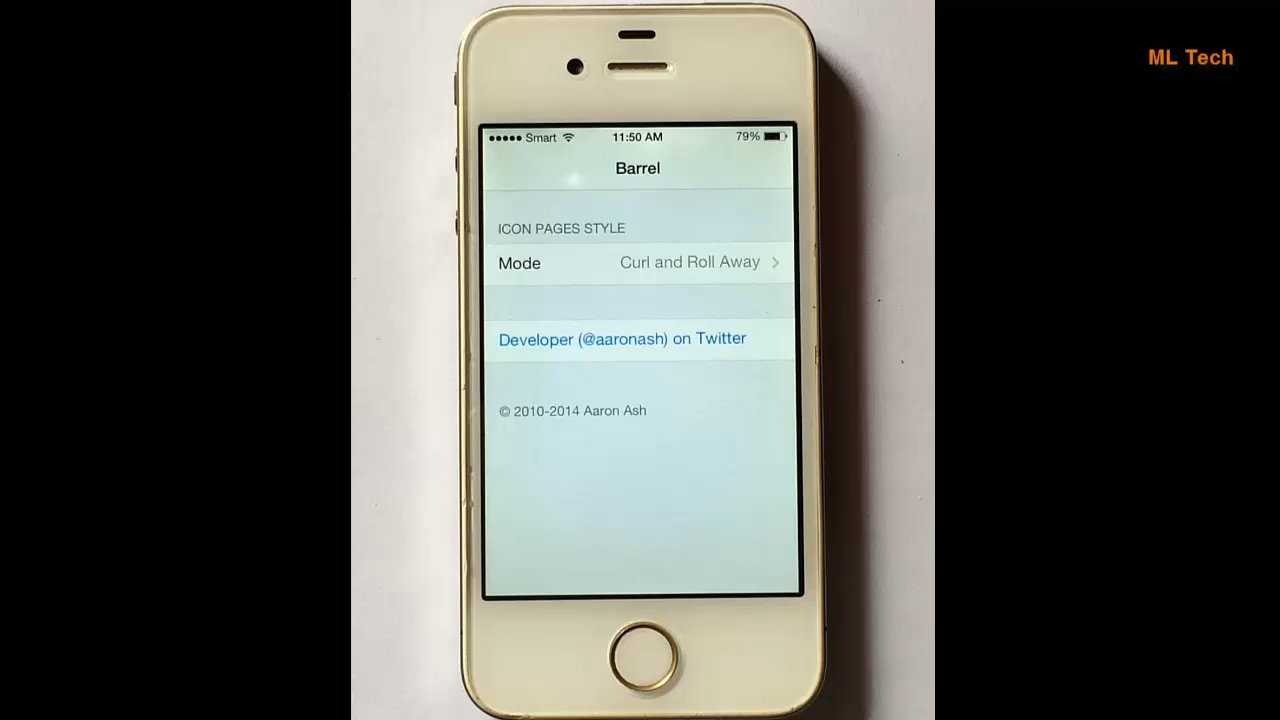 ML Tech
Smart 11:50 AM 79%
Barrel
ICON PAGES STYLE
Mode Curl and Roll Away
Developer (@aaronash) on Twitter
© 2010-2014 Aaron Ash